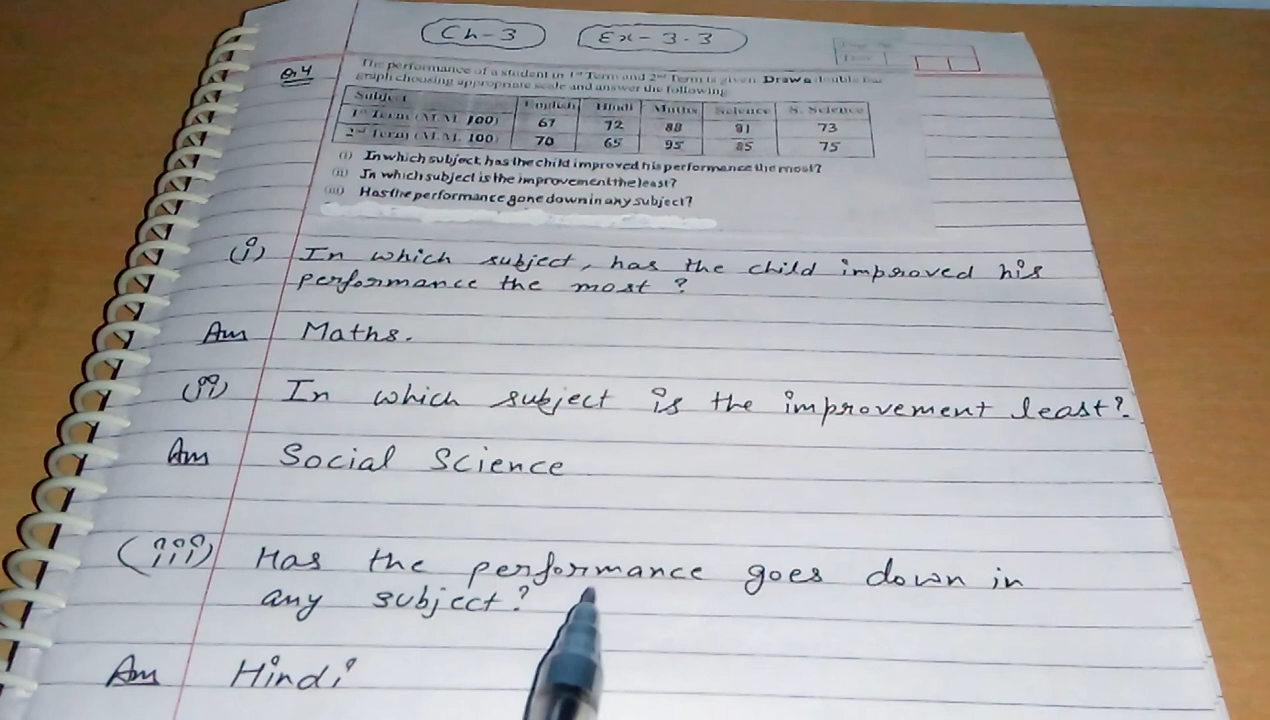 Ch-3 Ex-3.3
Q.4 The performance of a student in 1st Term and 2nd Term is given. Draw a double bar
graph choosing appropriate scale and answer the following
Subject English Hindi Maths Science S. Science
1st Term (M.M. 100) 67 72 88 81 73
2nd Term (M.M. 100) 70 65 95 85 75
(i) In which subject, has the child improved his performance the most?
(ii) In which subject is the improvement the least?
(iii) Has the performance gone down in any subject?
(i) In which subject, has the child improved his
performance the most ?
Ans Maths.
(ii) In which subject is the improvement least?
Ans Social Science
(iii) Has the performance goes down in
any subject?
Ans Hindi